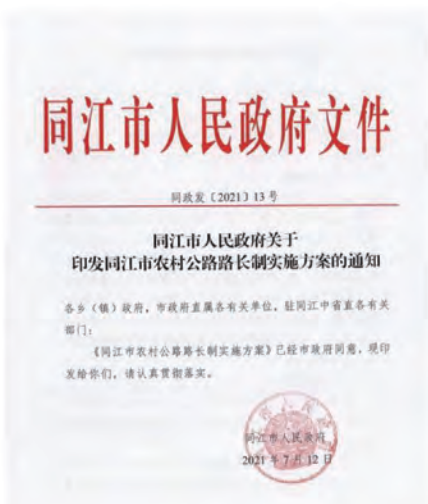 同江市人民政府文件
同政发〔2021〕13号
同江市人民政府关于
印发同江市农村公路路长制实施方案的通知
各乡（镇）政府，市政府直属各有关单位，驻同江中省直各有关
部门：
《同江市农村公路路长制实施方案》已经市政府同意，现印
发给你们，请认真贯彻落实。
同江市人民政府
2021年7月12日